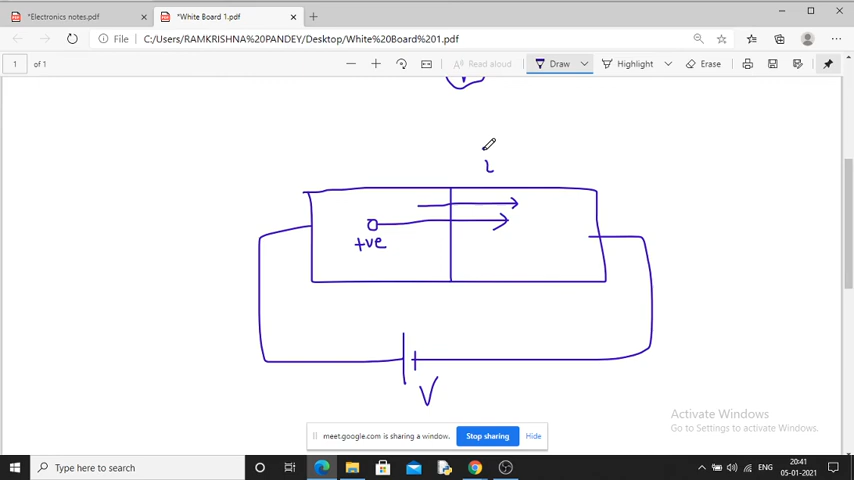 *Electronics notes.pdf
*White Board 1.pdf
File
C:/Users/RAMKRISHNA%20PANDEY/Desktop/White%20Board%201.pdf
1 of 1
Read aloud
Draw
Highlight
Erase
+ve
V
Activate Windows
Go to Settings to activate Windows.
meet.google.com is sharing a window.
Stop sharing
Hide
Type here to search
ENG
20:41
05-01-2021